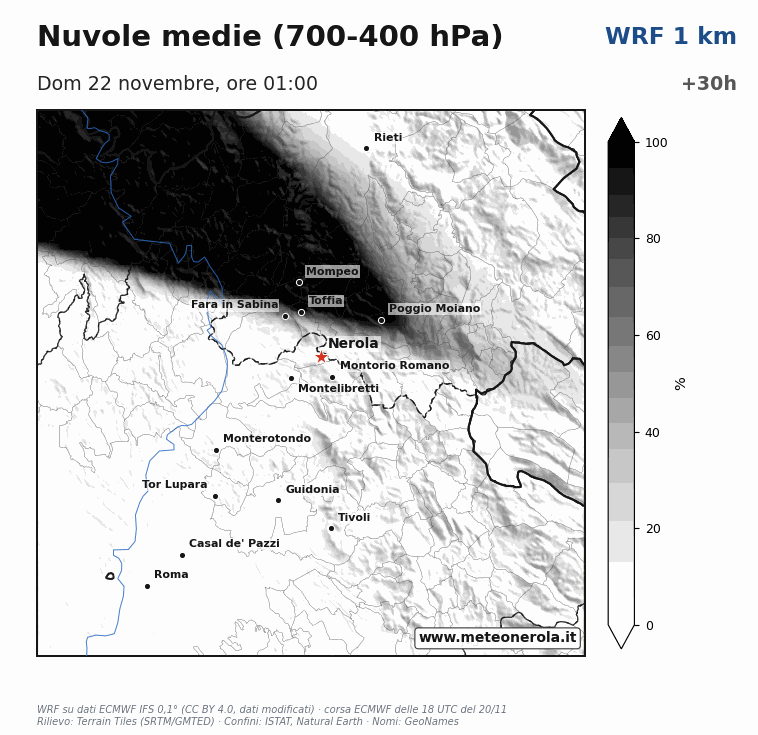 Nuvole medie (700-400 hPa)
WRF 1 km
Dom 22 novembre, ore 01:00
+30h
Rieti
Mompeo
Fara in Sabina
Toffia
Poggio Moiano
Nerola
Montorio Romano
Montelibretti
Monterotondo
Tor Lupara
Guidonia
Tivoli
Casal de' Pazzi
Roma
www.meteonerola.it
100
80
60
40
20
0
%
WRF su dati ECMWF IFS 0,1° (CC BY 4.0, dati modificati) · corsa ECMWF delle 18 UTC del 20/11
Rilievo: Terrain Tiles (SRTM/GMTED) · Confini: ISTAT, Natural Earth · Nomi: GeoNames